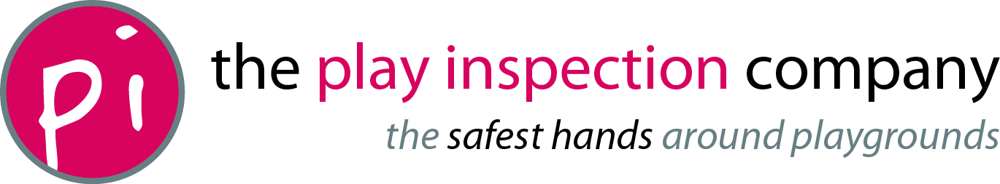 pi
the play inspection company
the safest hands around playgrounds